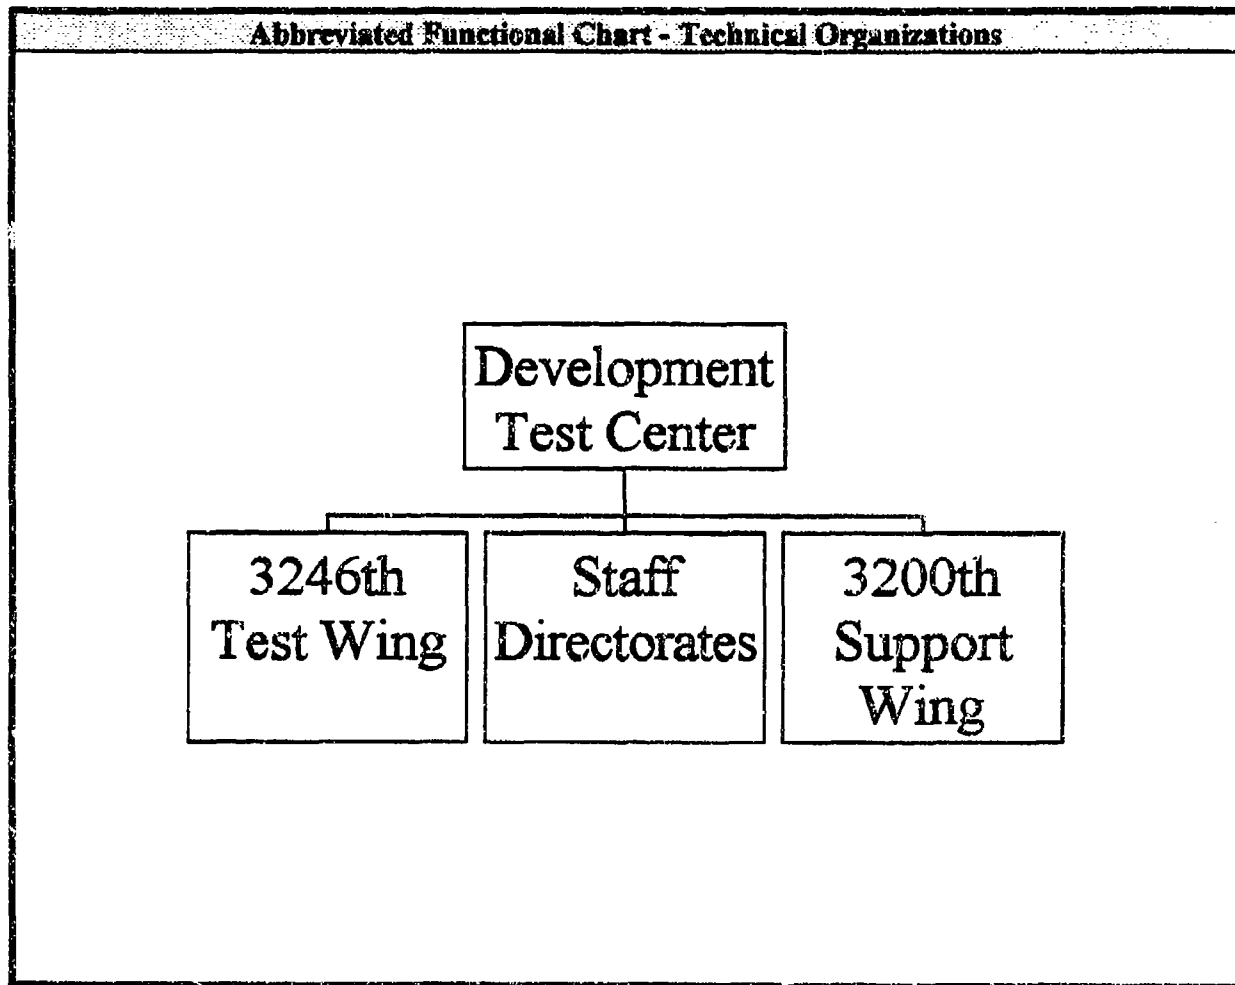 Abbreviated Functional Chart - Technical Organizations
Development
Test Center
3246th
Test Wing
Staff
Directorates
3200th
Support
Wing